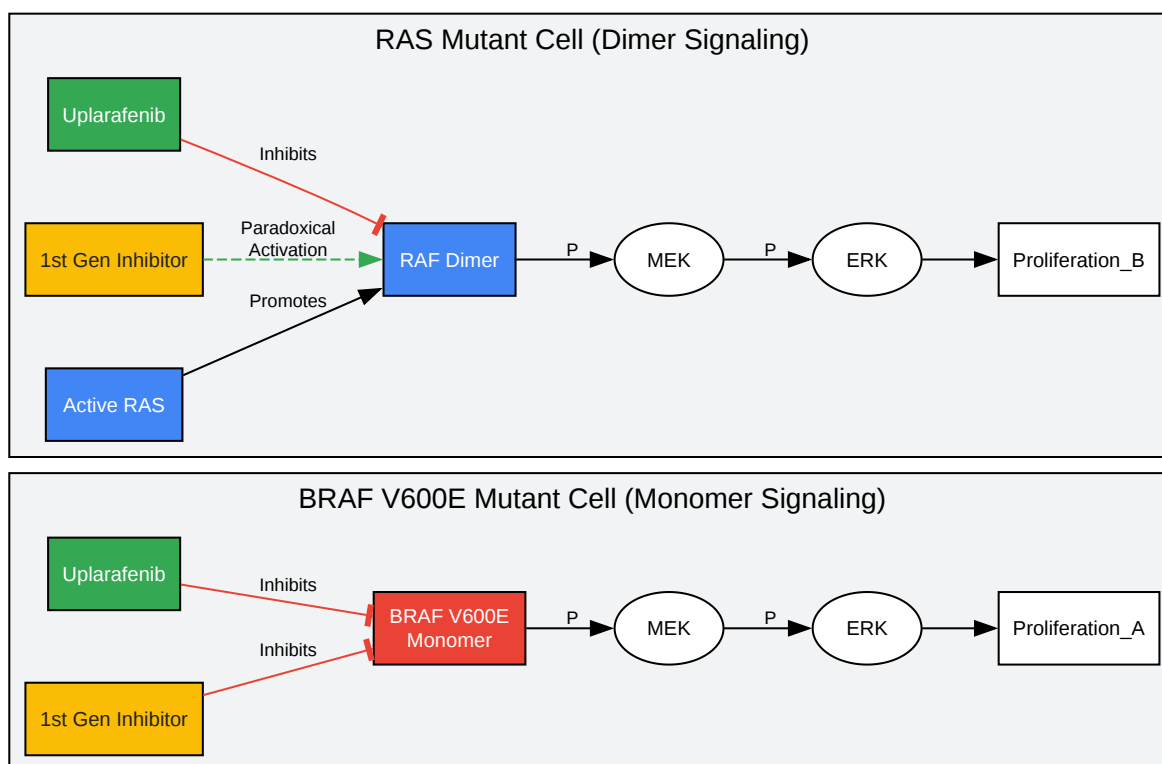 RAS Mutant Cell (Dimer Signaling)
Uplarafenib
Inhibits
1st Gen Inhibitor
Paradoxical
Activation
RAF Dimer
P
MEK
P
ERK
Proliferation_B
Promotes
Active RAS
BRAF V600E Mutant Cell (Monomer Signaling)
Uplarafenib
Inhibits
BRAF V600E
Monomer
P
MEK
P
ERK
Proliferation_A
Inhibits
1st Gen Inhibitor